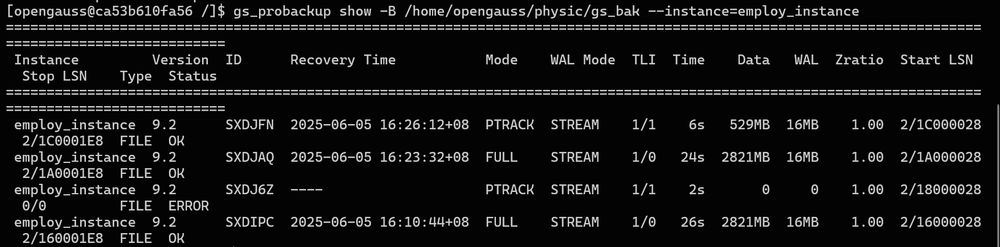 [opengauss@ca53b610fa56 /]$ gs_probackup show -B /home/opengauss/physic/gs_bak --instance=employ_instance
========================================================================================================================
===========================
 Instance         Version  ID      Recovery Time           Mode    WAL Mode  TLI  Time    Data   WAL  Zratio  Start LSN
  Stop LSN    Type  Status
========================================================================================================================
===========================
 employ_instance  9.2      SXDJFN  2025-06-05 16:26:12+08  PTRACK  STREAM    1/1    6s   529MB  16MB    1.00  2/1C000028
  2/1C0001E8  FILE  OK
 employ_instance  9.2      SXDJAQ  2025-06-05 16:23:32+08  FULL    STREAM    1/0   24s  2821MB  16MB    1.00  2/1A000028
  2/1A0001E8  FILE  OK
 employ_instance  9.2      SXDJ6Z  ----                    PTRACK  STREAM    1/1    2s       0     0    1.00  2/18000028
  0/0         FILE  ERROR
 employ_instance  9.2      SXDIPC  2025-06-05 16:10:44+08  FULL    STREAM    1/0   26s  2821MB  16MB    1.00  2/16000028
  2/160001E8  FILE  OK